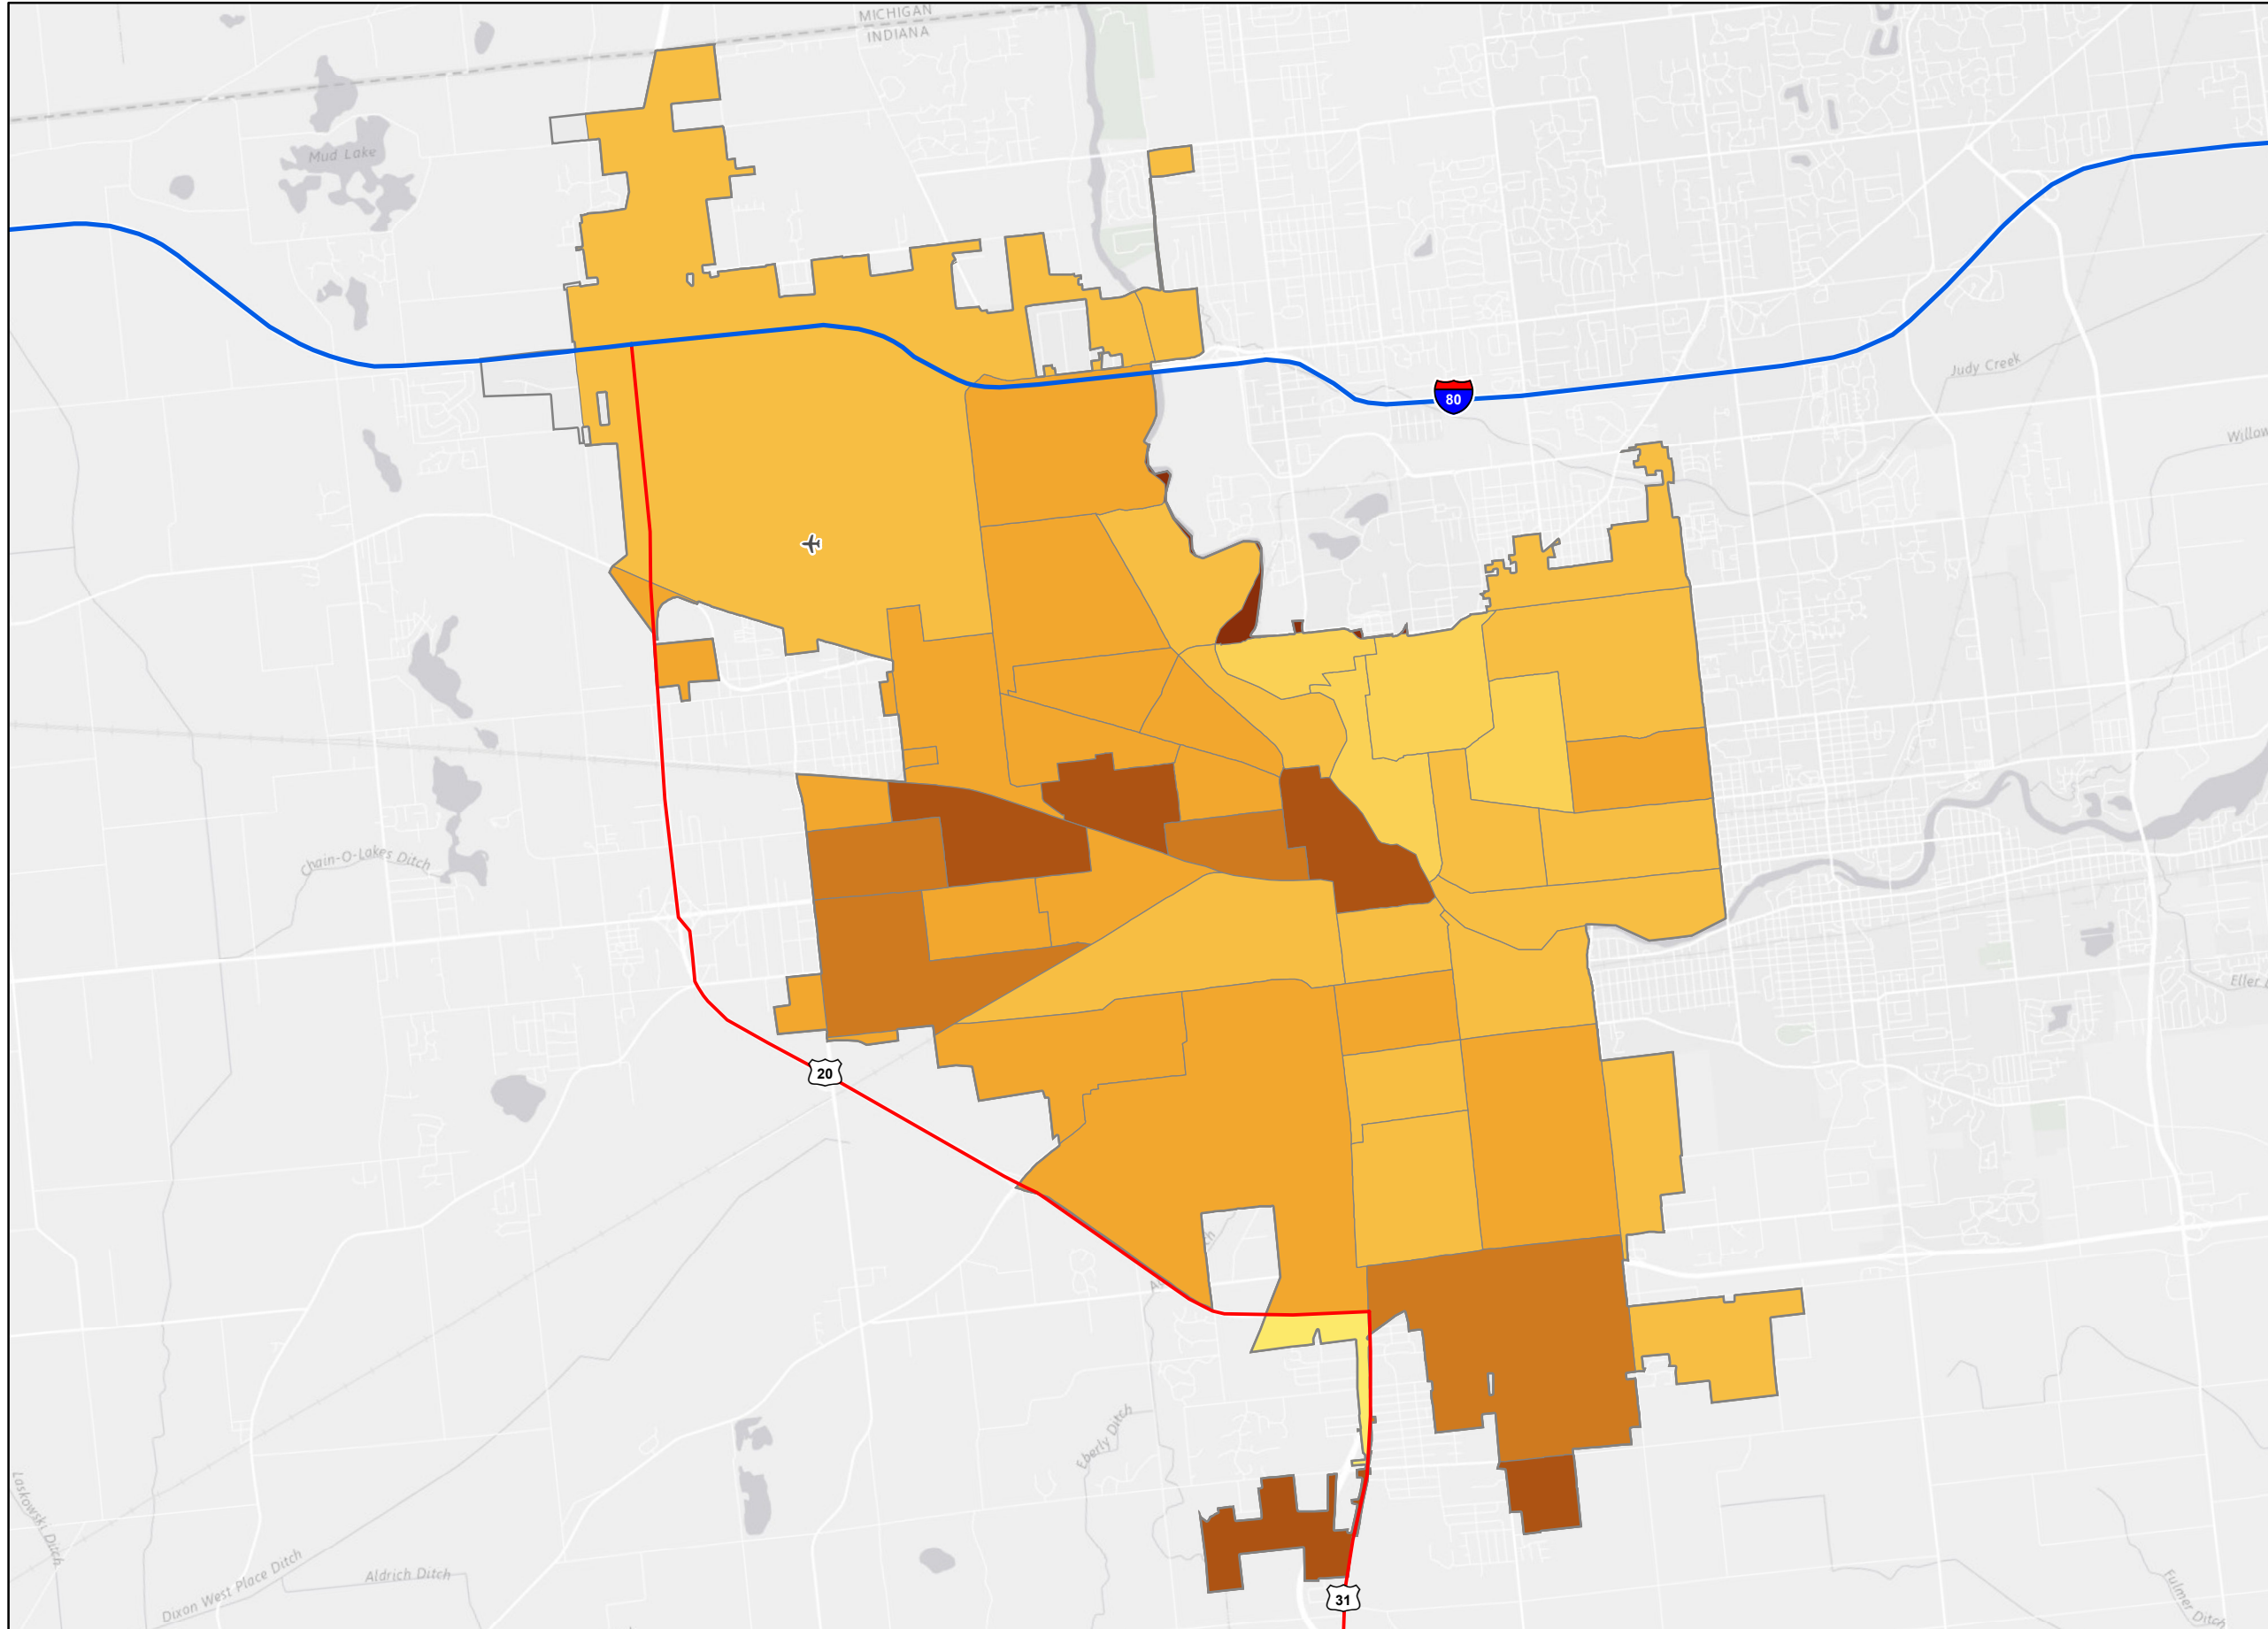 MICHIGAN
INDIANA
Mud Lake
Judy Creek
80
Willow
Chain-O-Lakes Ditch
Eller
20
Eberly Ditch
Laskowski Ditch
Dixon West Place Ditch
Aldrich Ditch
31
Fulmer Ditch